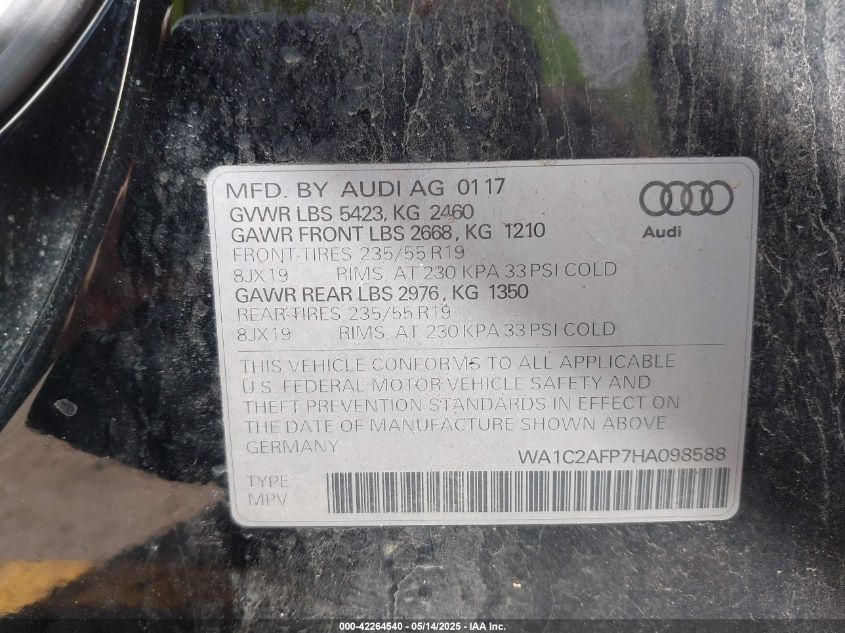 MFD. BY AUDI AG 01 17
GVWR LBS 5423, KG 2460
GAWR FRONT LBS 2668, KG 1210
FRONT-TIRES 235/55 R19
8JX19 RIMS, AT 230 KPA 33 PSI COLD
GAWR REAR LBS 2976, KG 1350
REAR TIRES 235/55 R19
8JX19 RIMS, AT 230 KPA 33 PSI COLD
Audi
THIS VEHICLE CONFORMS TO ALL APPLICABLE
U.S. FEDERAL MOTOR VEHICLE SAFETY AND
THEFT PREVENTION STANDARDS IN EFFECT ON
THE DATE OF MANUFACTURE SHOWN ABOVE.
GERMANY
WA1C2AFP7HA098588
TYPE:
MPV
000-42264540 - 05/14/2025 - IAA Inc.